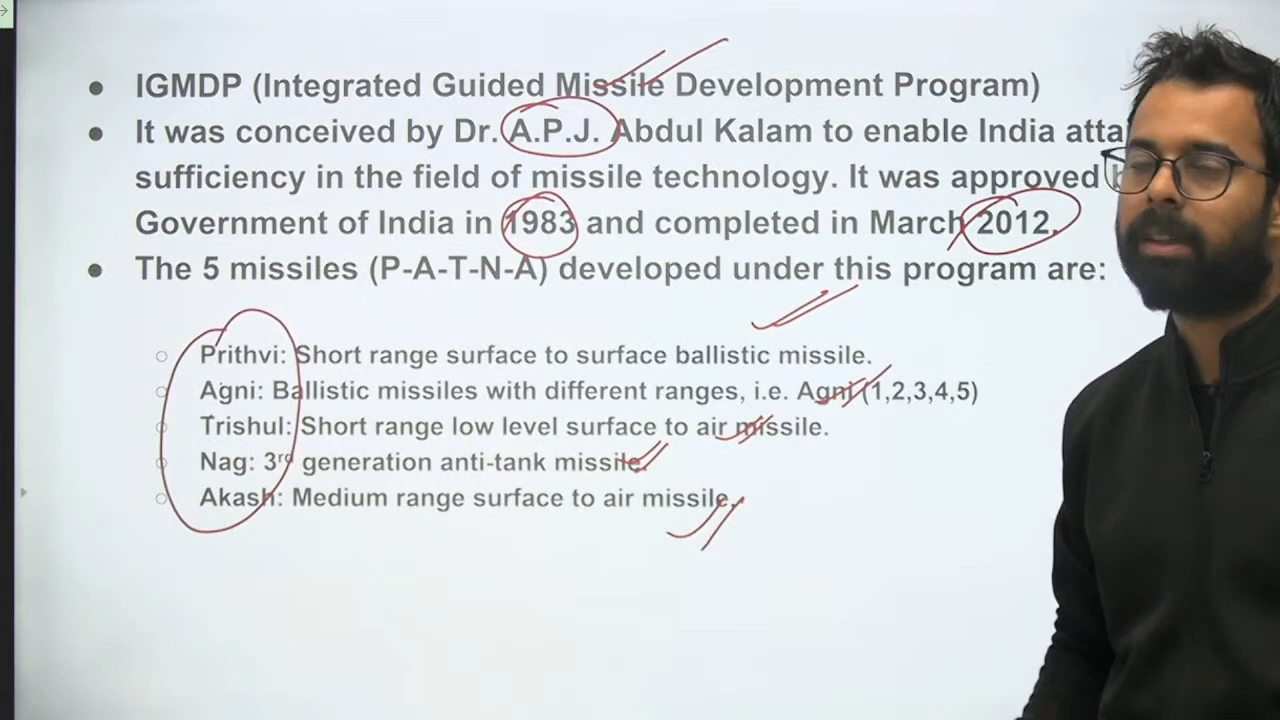 ● IGMDP (Integrated Guided Missile Development Program)
● It was conceived by Dr. A.P.J. Abdul Kalam to enable India
sufficiency in the field of missile technology. It was approved
Government of India in 1983 and completed in March 2012.
● The 5 missiles (P-A-T-N-A) developed under this program are:
○ Prithvi: Short range surface to surface ballistic missile.
○ Agni: Ballistic missiles with different ranges, i.e. Agni (1,2,3,4,5)
○ Trishul: Short range low level surface to air missile.
○ Nag: 3rd generation anti-tank missile.
○ Akash: Medium range surface to air missile.